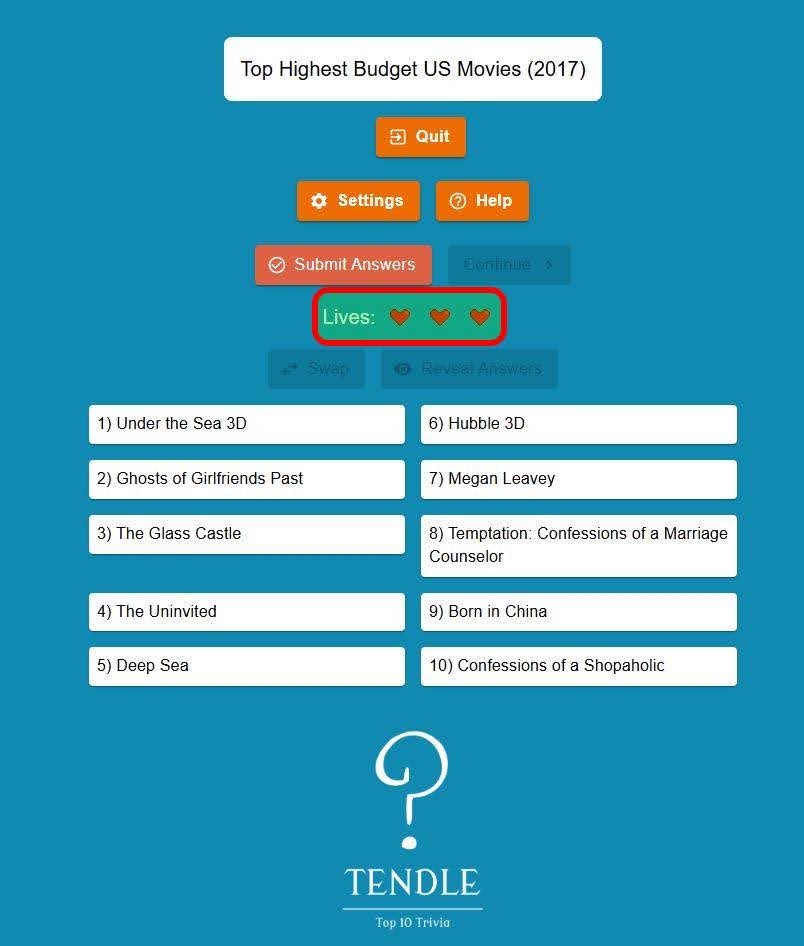 Top Highest Budget US Movies (2017)
Quit
Settings
Help
Submit Answers
Continue
Lives:
Swap
Reveal Answers
1) Under the Sea 3D
6) Hubble 3D
2) Ghosts of Girlfriends Past
7) Megan Leavey
3) The Glass Castle
8) Temptation: Confessions of a Marriage
Counselor
4) The Uninvited
9) Born in China
5) Deep Sea
10) Confessions of a Shopaholic
TENDLE
Top 10 Trivia